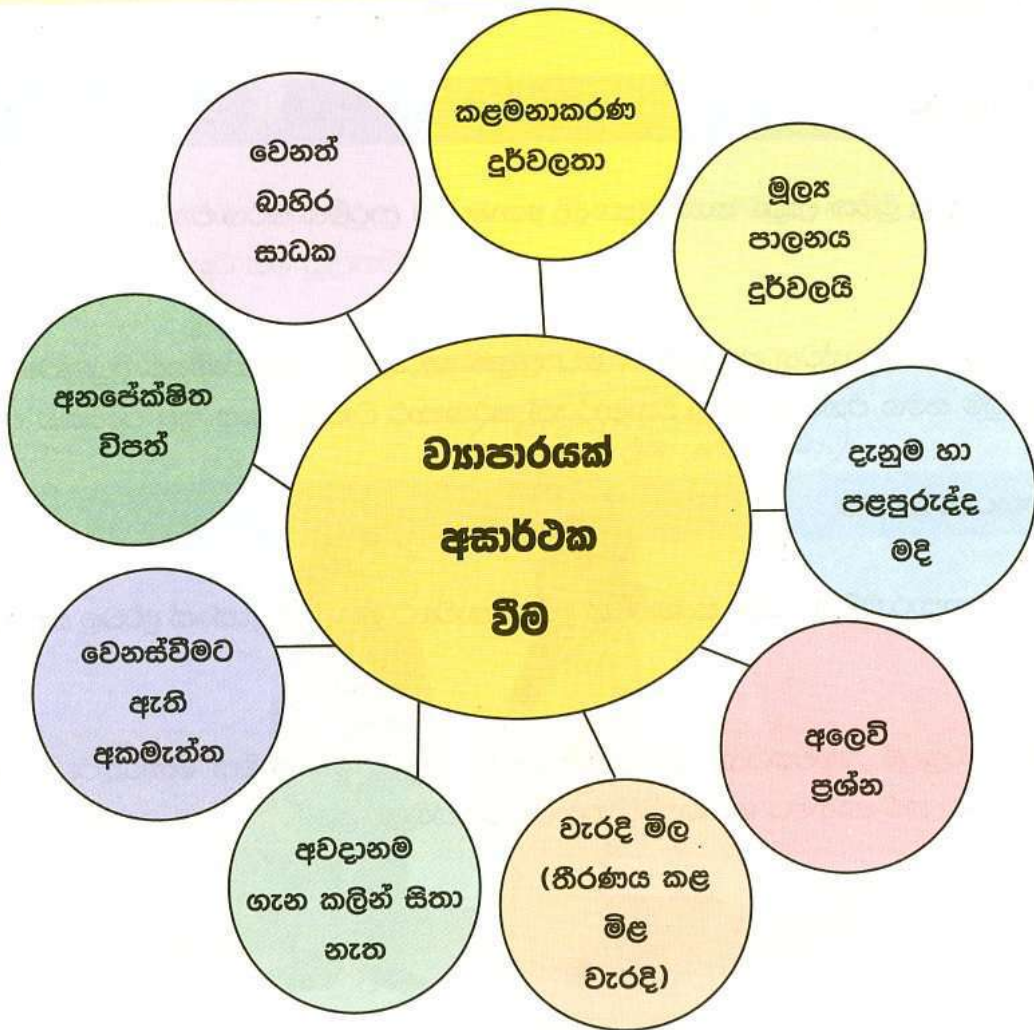 කළමනාකරණ
දුර්වලතා
වෙනත්
බාහිර
සාධක
මූල්‍ය
පාලනය
දුර්වලයි
අනපේක්ෂිත
විපත්
ව්‍යාපාරයක්
අසාර්ථක
වීම
දැනුම හා
පළපුරුද්ද
මදි
වෙනස්වීමට
ඇති
අකමැත්ත
අලෙවි
ප්‍රශ්න
අවදානම
ගැන කලින් සිතා
නැත
වැරදි මිල
(තීරණය කළ
මිළ
වැරදි)